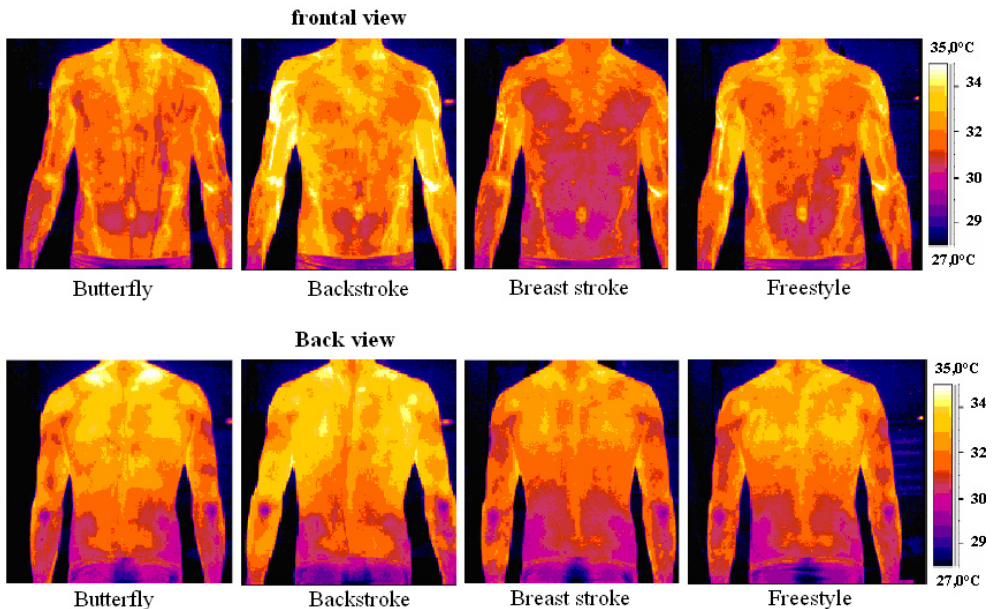 frontal view
35,0°C
34
32
30
29
27,0°C
Butterfly
Backstroke
Breast stroke
Freestyle
Back view
35,0°C
34
32
30
29
27,0°C
Butterfly
Backstroke
Breast stroke
Freestyle